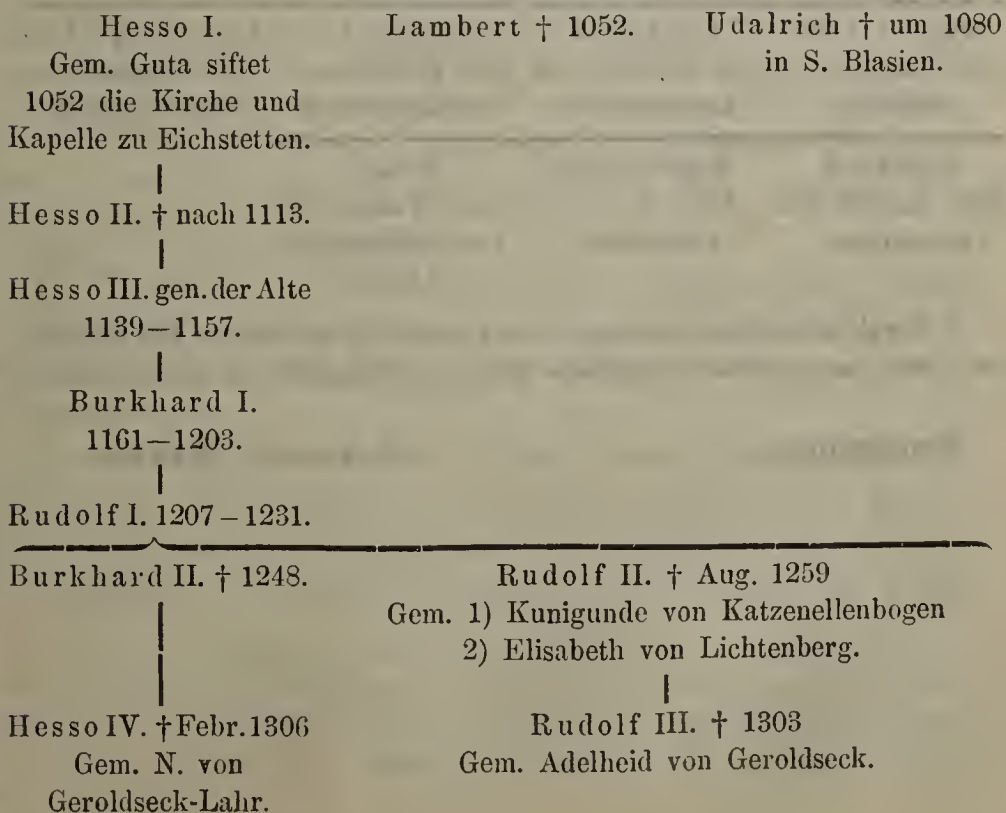 Hesso I.
Gem. Guta siftet
1052 die Kirche und
Kapelle zu Eichstetten.
Lambert † 1052.
Udalrich † um 1080
in S. Blasien.
Hesso II. † nach 1113.
Hesso III. gen. der Alte
1139–1157.
Burkhard I.
1161–1203.
Rudolf I. 1207–1231.
Burkhard II. † 1248.
Rudolf II. † Aug. 1259
Gem. 1) Kunigunde von Katzenellenbogen
2) Elisabeth von Lichtenberg.
Hesso IV. † Febr. 1306
Gem. N. von
Geroldseck-Lahr.
Rudolf III. † 1303
Gem. Adelheid von Geroldseck.